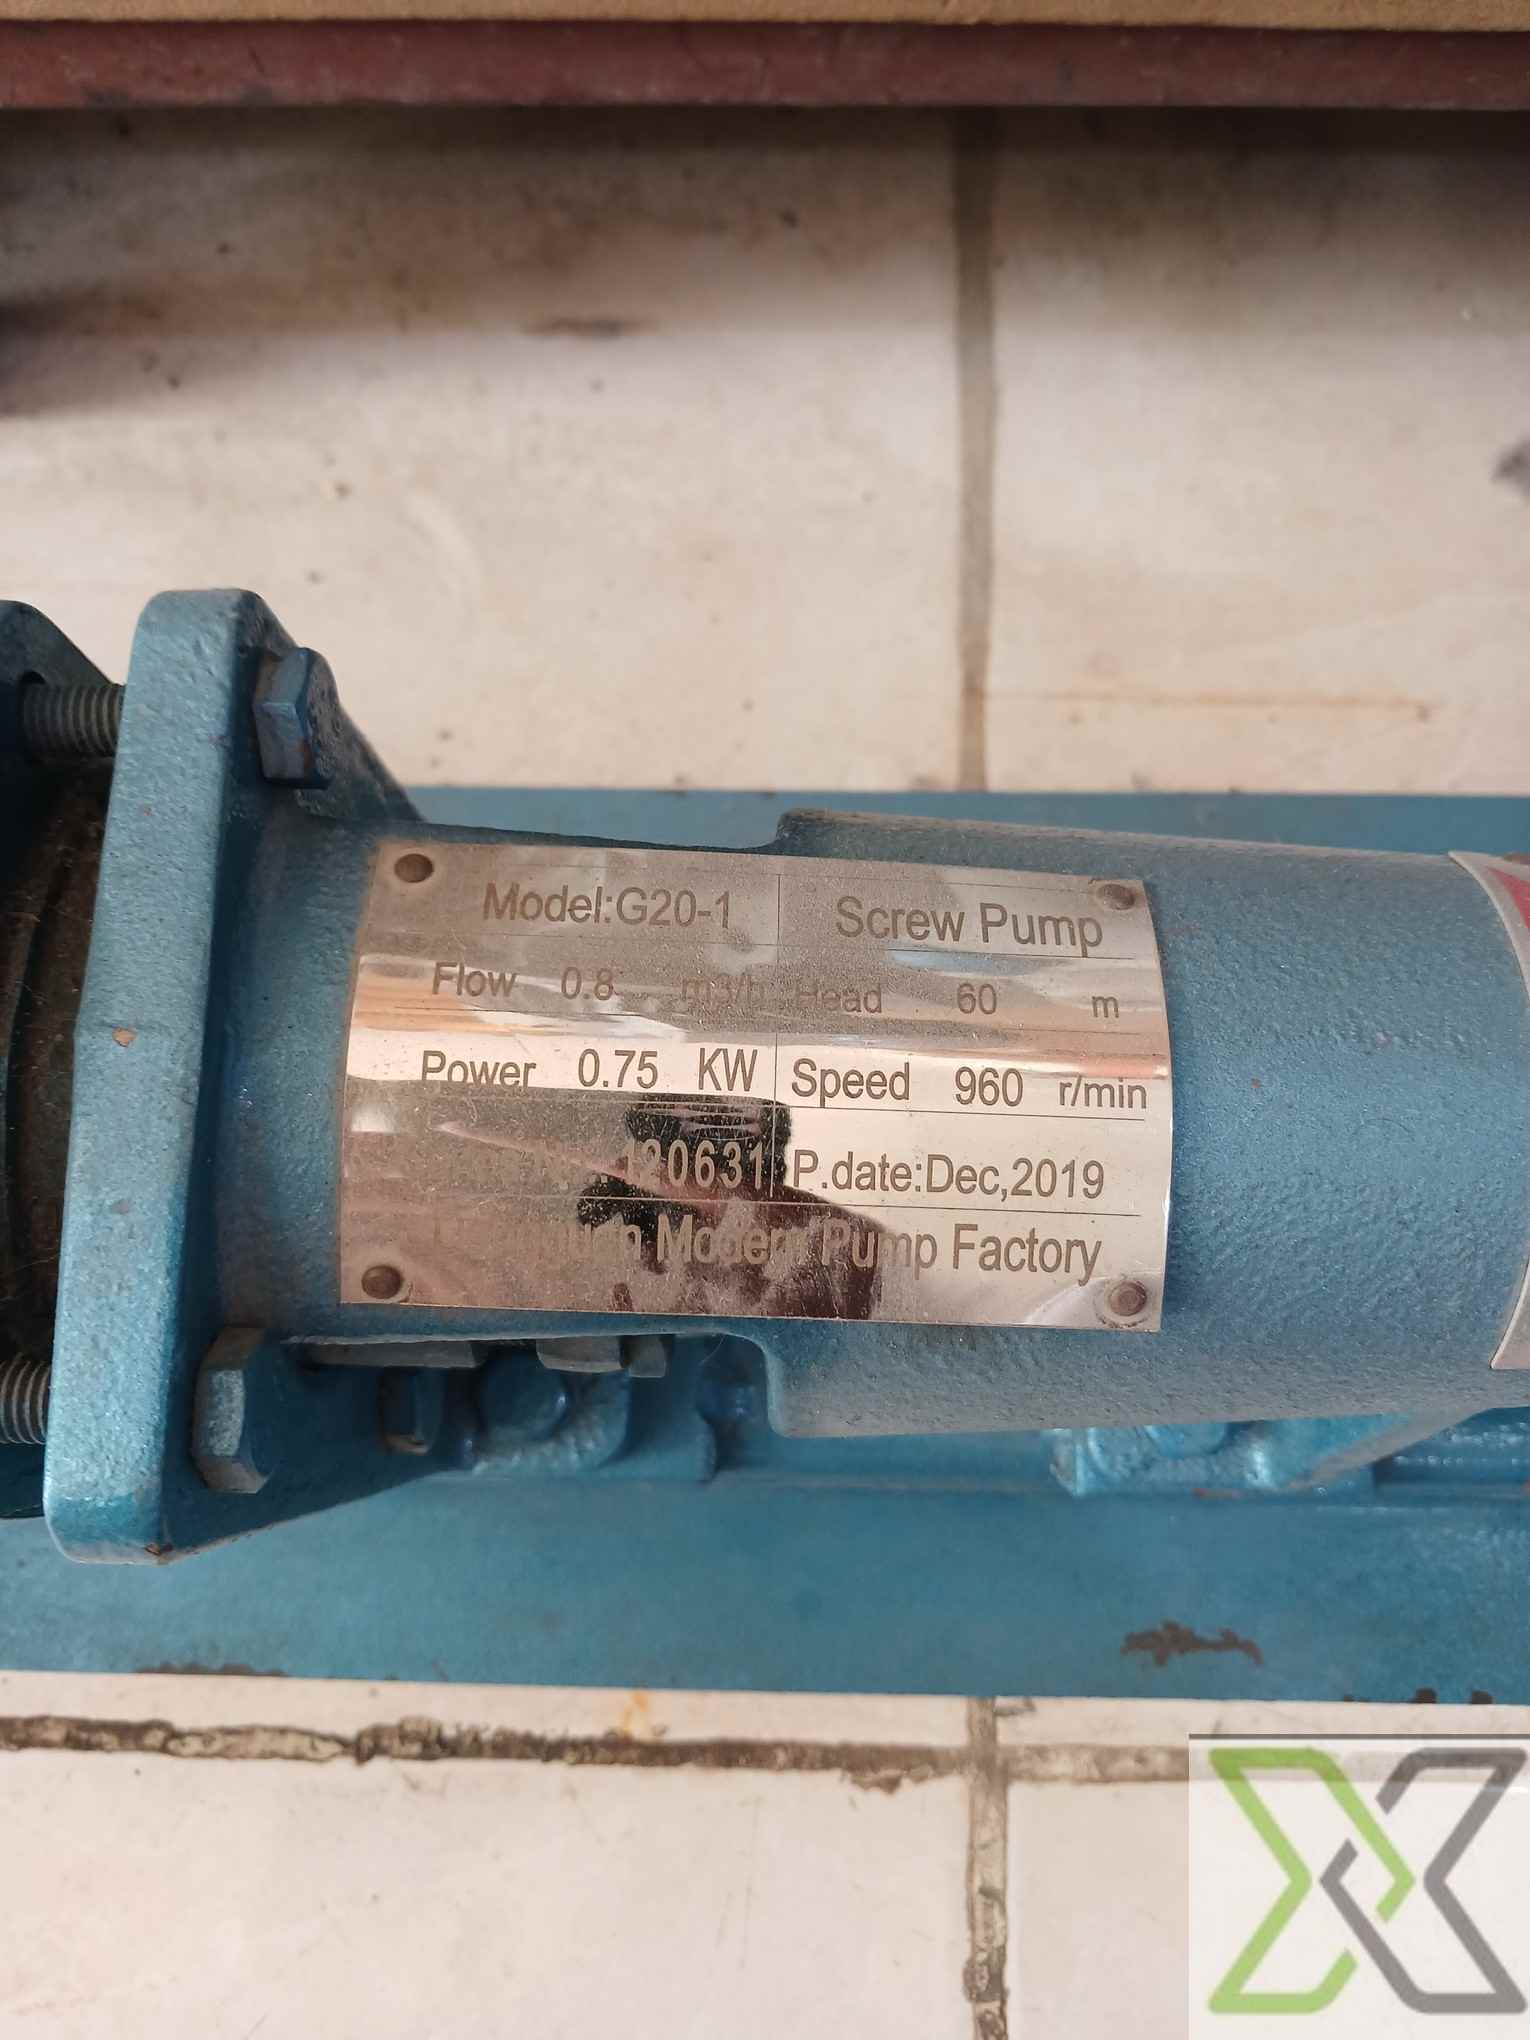 Model:G20-1 Screw Pump
Flow 0.8 m3/h Head 60 m
Power 0.75 KW Speed 960 r/min
120631 P.date:Dec,2019
Pump Factory